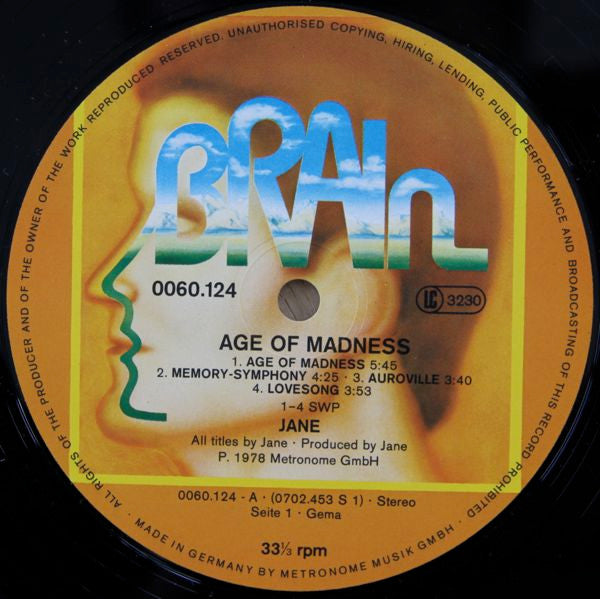 ALL RIGHTS OF THE PRODUCER AND OF THE OWNER OF THE WORK REPRODUCED RESERVED. UNAUTHORISED COPYING, HIRING, LENDING, PUBLIC PERFORMANCE AND BROADCASTING OF THIS RECORD PROHIBITED
BRAIn
0060.124
LC 3230
AGE OF MADNESS
1. AGE OF MADNESS 5:45
2. MEMORY-SYMPHONY 4:25 · 3. AUROVILLE 3:40
4. LOVESONG 3:53
1-4 SWP
JANE
All titles by Jane · Produced by Jane
P. 1978 Metronome GmbH
0060.124 - A · (0702.453 S 1) · Stereo
Seite 1 · Gema
33⅓ rpm
· MADE IN GERMANY BY METRONOME MUSIK GMBH ·